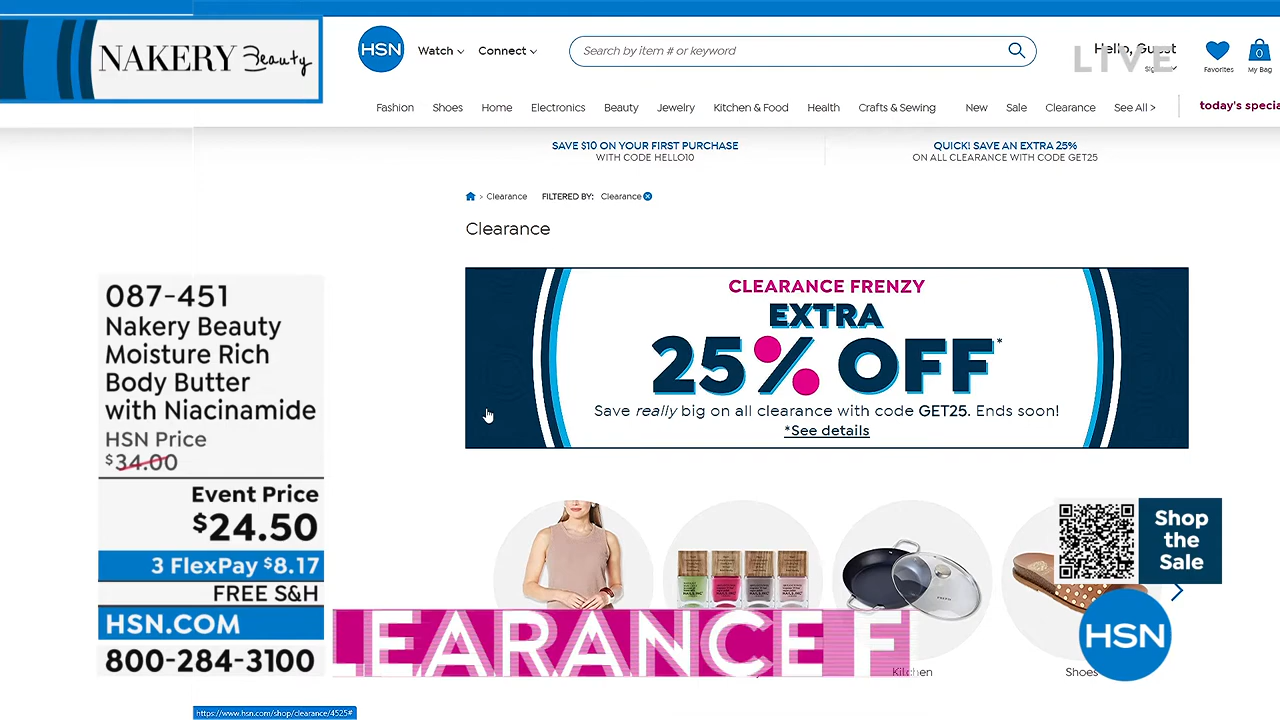 NAKERY Beauty
HSN
Watch
Connect
Search by item # or keyword
Hello, Guest
LIVE
Favorites
0
My Bag
Fashion
Shoes
Home
Electronics
Beauty
Jewelry
Kitchen & Food
Health
Crafts & Sewing
New
Sale
Clearance
See All >
today's specia
SAVE $10 ON YOUR FIRST PURCHASE
WITH CODE HELLO10
QUICK! SAVE AN EXTRA 25%
ON ALL CLEARANCE WITH CODE GET25
> Clearance FILTERED BY: Clearance
Clearance
CLEARANCE FRENZY
EXTRA
25% OFF*
Save really big on all clearance with code GET25. Ends soon!
*See details
087-451
Nakery Beauty
Moisture Rich
Body Butter
with Niacinamide
HSN Price
$34.00
Event Price
$24.50
3 FlexPay $8.17
FREE S&H
HSN.COM
800-284-3100
Shop
the
Sale
LEARANCE F
HSN
Kitchen
Shoes
https://www.hsn.com/shop/clearance/4525#